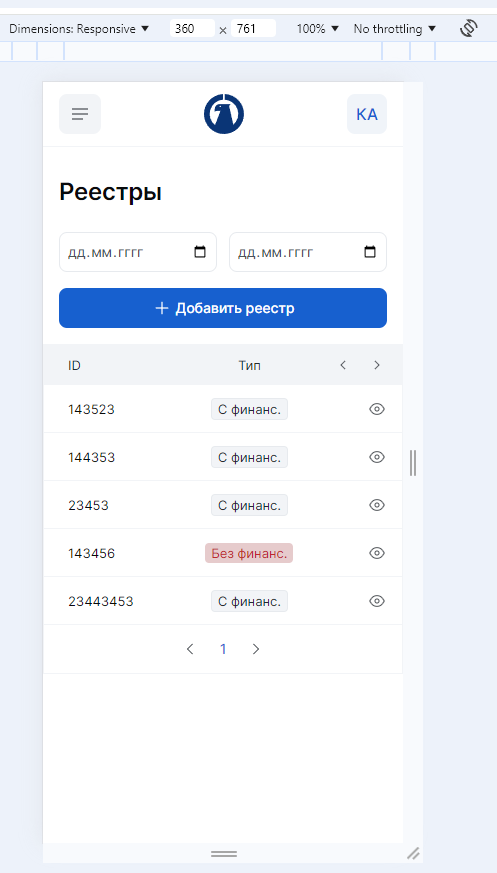 Dimensions: Responsive ▼ 360 × 761 100% ▼ No throttling ▼
КА
Реестры
дд.мм.гггг дд.мм.гггг
+ Добавить реестр
ID Тип < >
143523 С финанс.
144353 С финанс.
23453 С финанс.
143456 Без финанс.
23443453 С финанс.
< 1 >